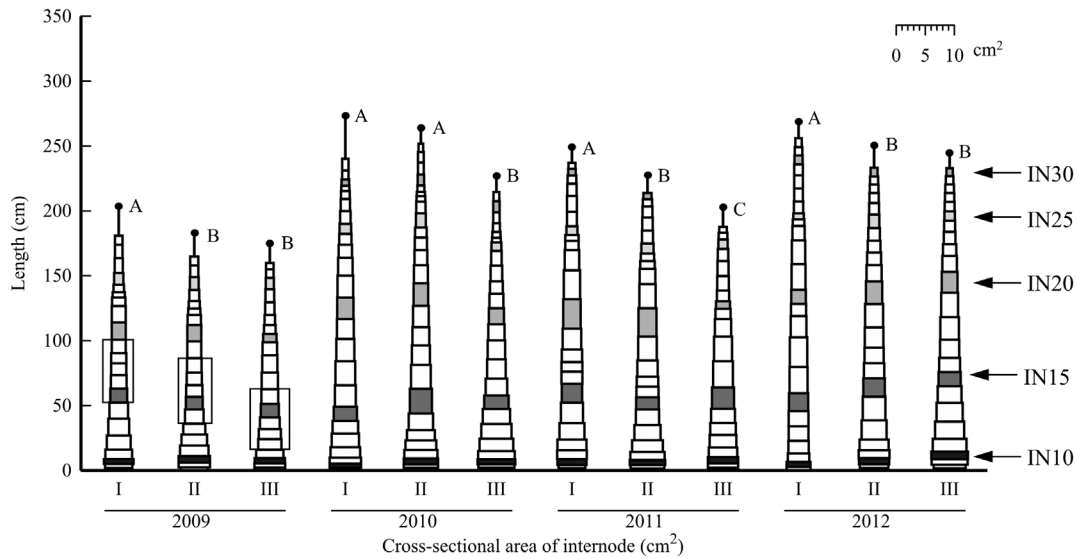 350
300
250
200
150
100
50
0
Length (cm)
0 5 10 cm²
A
B
B
A
A
B
A
B
C
A
B
B
IN30
IN25
IN20
IN15
IN10
I II III I II III I II III I II III
2009 2010 2011 2012
Cross-sectional area of internode (cm²)